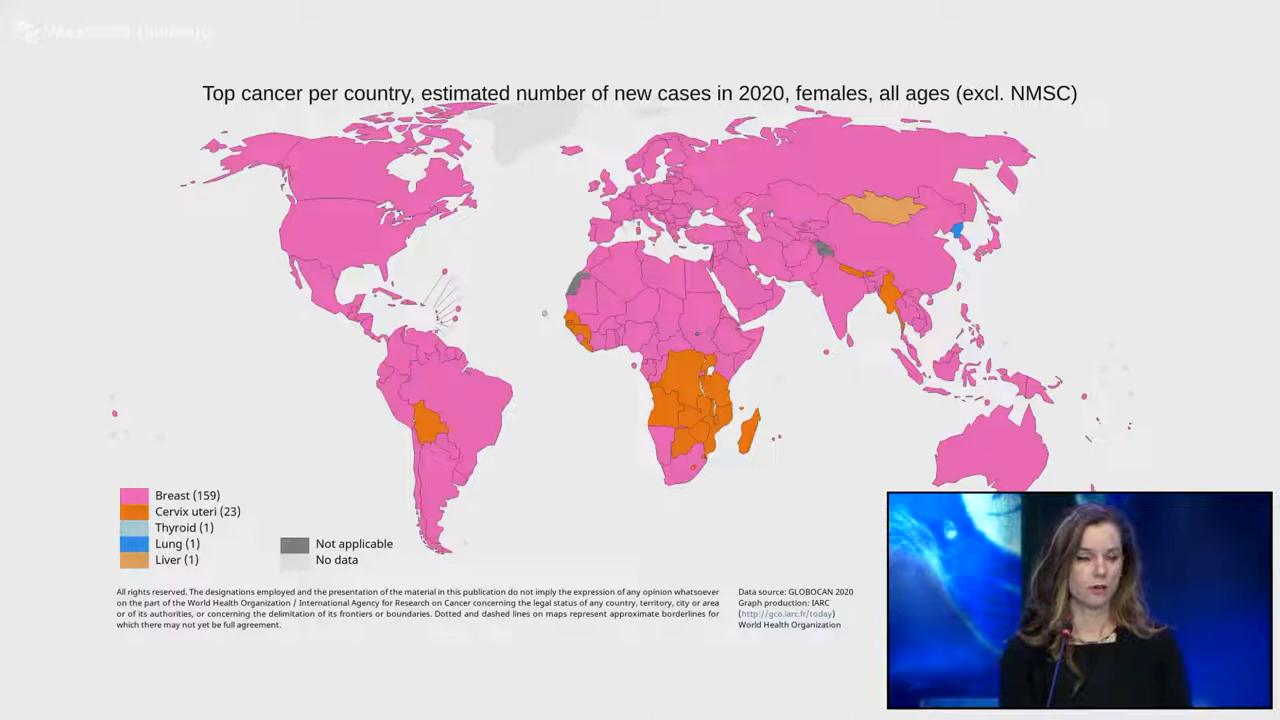 Top cancer per country, estimated number of new cases in 2020, females, all ages (excl. NMSC)
Breast (159)
Cervix uteri (23)
Thyroid (1)
Lung (1)
Liver (1)
Not applicable
No data
All rights reserved. The designations employed and the presentation of the material in this publication do not imply the expression of any opinion whatsoever
on the part of the World Health Organization / International Agency for Research on Cancer concerning the legal status of any country, territory, city or area
or of its authorities, or concerning the delimitation of its frontiers or boundaries. Dotted and dashed lines on maps represent approximate borderlines for
which there may not yet be full agreement.
Data source: GLOBOCAN 2020
Graph production: IARC
(http://gco.iarc.fr/today)
World Health Organization